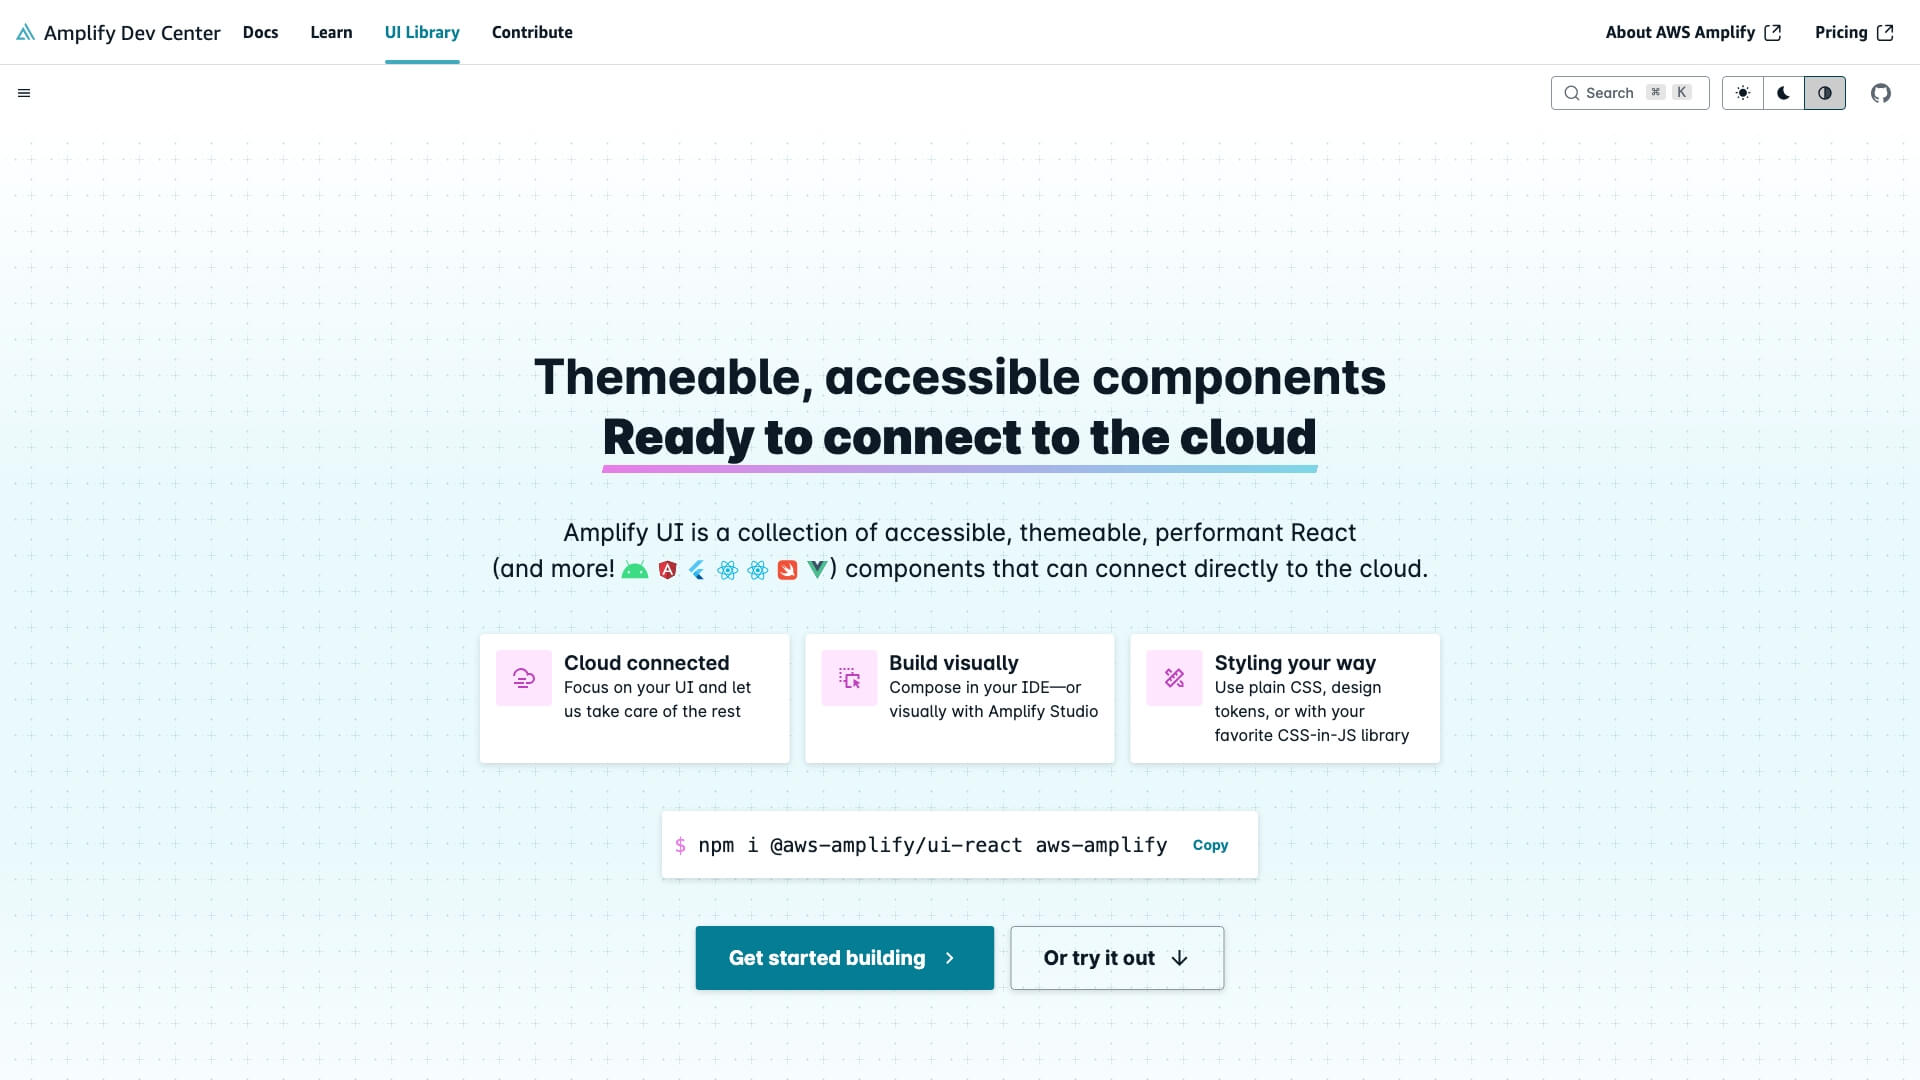 Amplify Dev Center
Docs
Learn
UI Library
Contribute
About AWS Amplify
Pricing
Search ⌘ K
Themeable, accessible components
Ready to connect to the cloud
Amplify UI is a collection of accessible, themeable, performant React
(and more! ) components that can connect directly to the cloud.
Cloud connected
Focus on your UI and let
us take care of the rest
Build visually
Compose in your IDE—or
visually with Amplify Studio
Styling your way
Use plain CSS, design
tokens, or with your
favorite CSS-in-JS library
$ npm i @aws-amplify/ui-react aws-amplify
Copy
Get started building
Or try it out